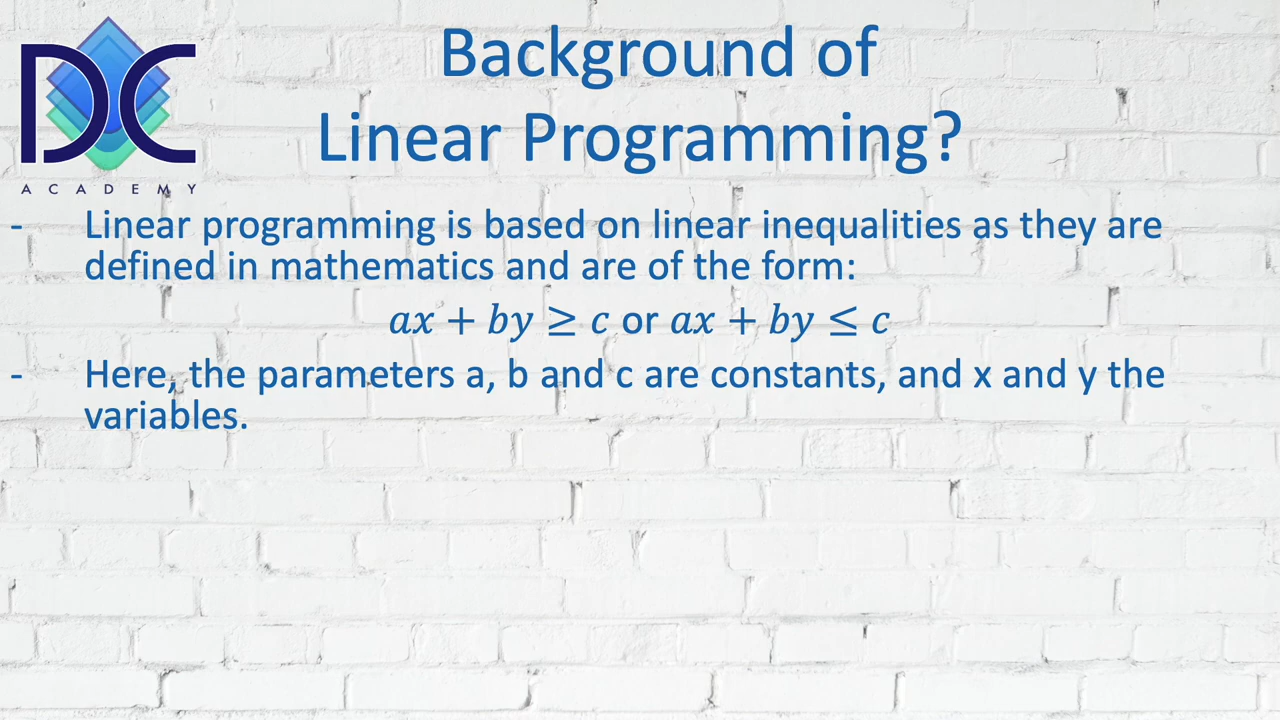 DC
ACADEMY
Background of
Linear Programming?
- Linear programming is based on linear inequalities as they are
defined in mathematics and are of the form:
𝑎𝑥 + 𝑏𝑦 ≥ 𝑐 or 𝑎𝑥 + 𝑏𝑦 ≤ 𝑐
- Here, the parameters a, b and c are constants, and x and y the
variables.